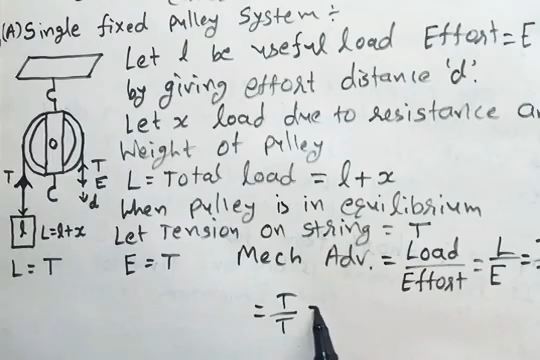 (A) Single fixed pulley System ÷
Let l be useful load Effort = E
by giving effort distance 'd'.
Let x load due to resistance
Weight of pulley
L = Total load = l + x
When pulley is in equilibrium
Let Tension on string = T
T
T
E
d
l
L = l + x
L = T
E = T
Mech Adv. = Load/Effort = L/E =
= T/T